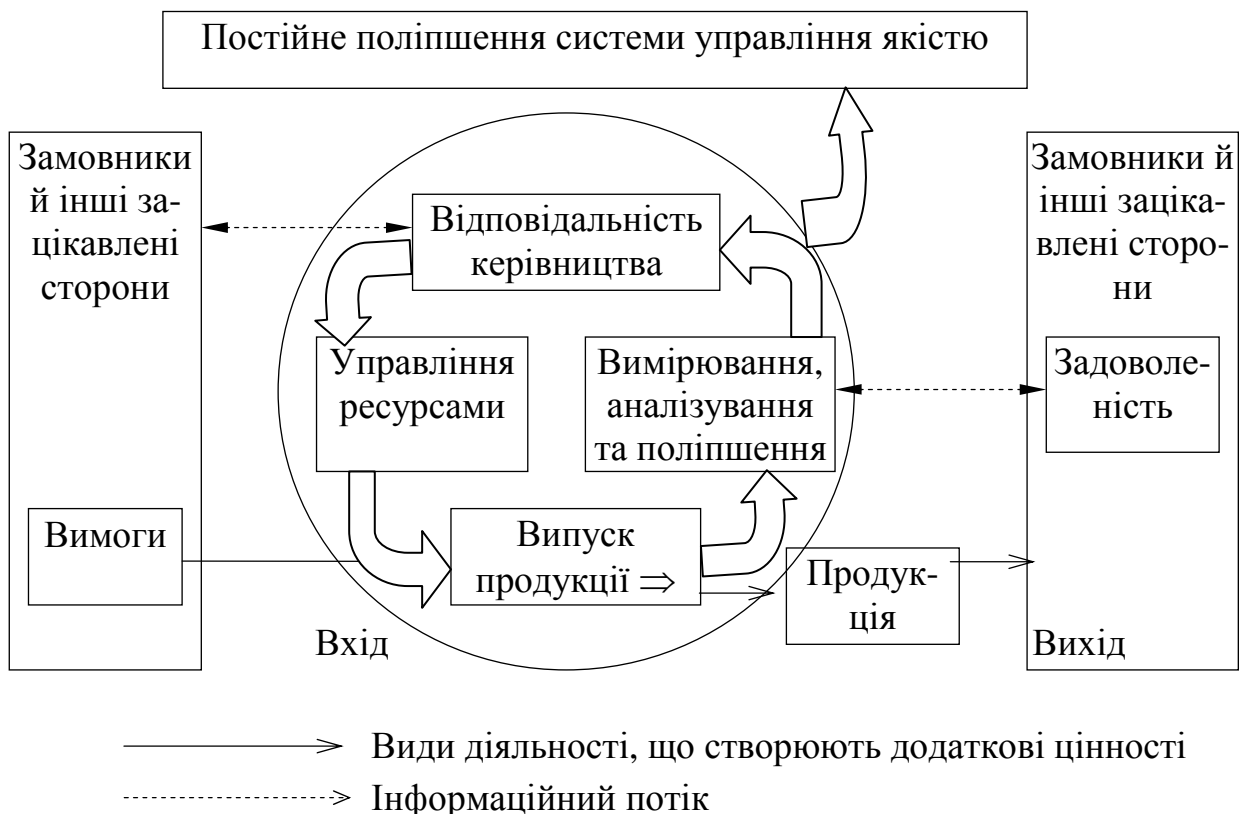 Постійне поліпшення системи управління якістю
Замовники
й інші за-
цікавлені
сторони
Вимоги
Відповідальність
керівництва
Управління
ресурсами
Вимірювання,
аналізування
та поліпшення
Випуск
продукції ⇒
Вхід
Продук-
ція
Замовники й
інші заціка-
влені сторо-
ни
Задоволе-
ність
Вихід
Види діяльності, що створюють додаткові цінності
Інформаційний потік